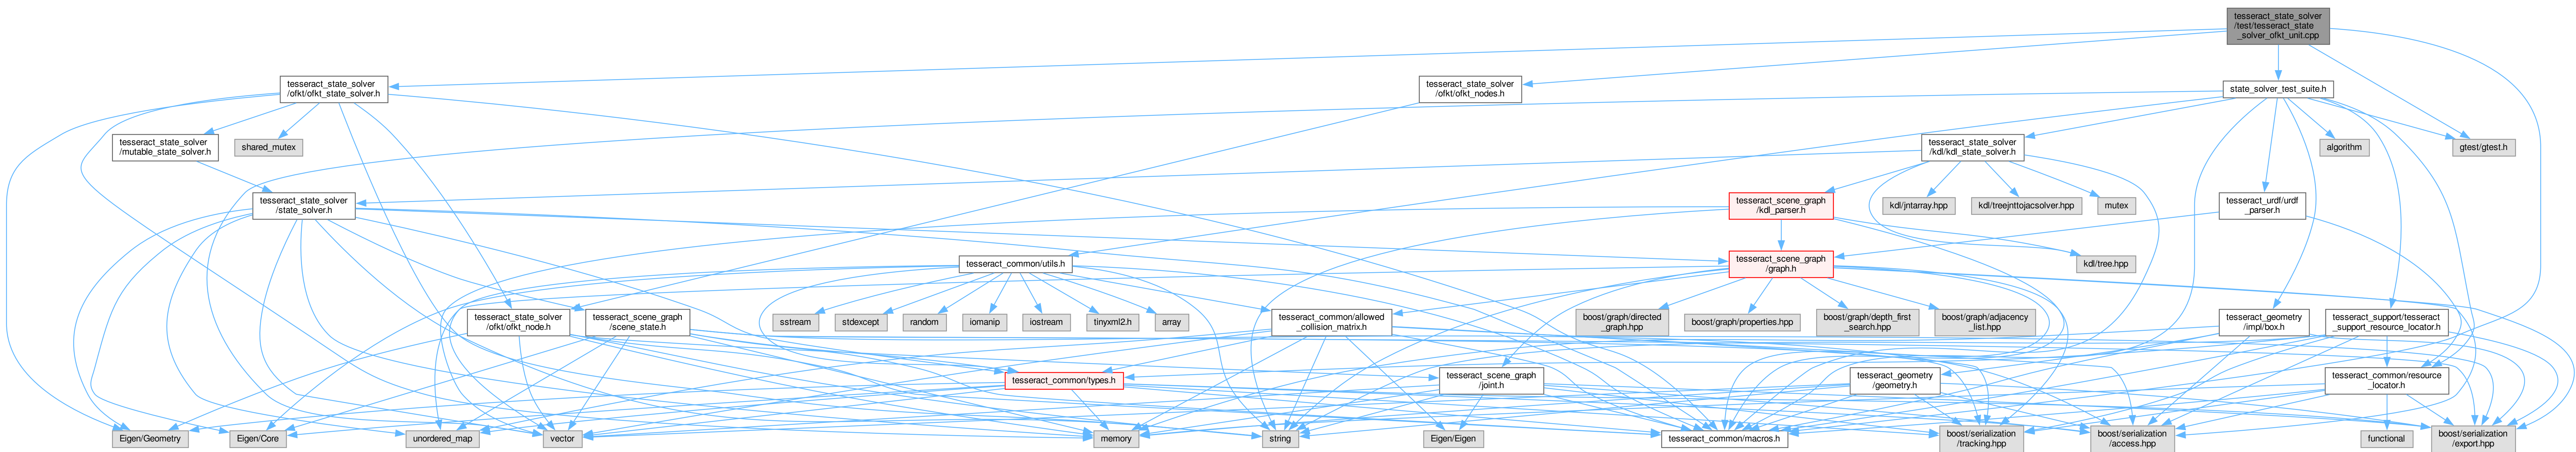 tesseract_state_solver
/test/tesseract_state
_solver_ofkt_unit.cpp
tesseract_state_solver
/ofkt/ofkt_state_solver.h
tesseract_state_solver
/ofkt/ofkt_nodes.h
state_solver_test_suite.h
tesseract_state_solver
/mutable_state_solver.h
shared_mutex
tesseract_state_solver
/kdl/kdl_state_solver.h
algorithm
gtest/gtest.h
tesseract_state_solver
/state_solver.h
tesseract_scene_graph
/kdl_parser.h
kdl/jntarray.hpp
kdl/treejnttojacsolver.hpp
mutex
tesseract_urdf/urdf
_parser.h
tesseract_common/utils.h
tesseract_scene_graph
/graph.h
kdl/tree.hpp
tesseract_state_solver
/ofkt/ofkt_node.h
tesseract_scene_graph
/scene_state.h
sstream
stdexcept
random
iomanip
iostream
tinyxml2.h
array
tesseract_common/allowed
_collision_matrix.h
boost/graph/directed
_graph.hpp
boost/graph/properties.hpp
boost/graph/depth_first
_search.hpp
boost/graph/adjacency
_list.hpp
tesseract_geometry
/impl/box.h
tesseract_support/tesseract
_support_resource_locator.h
tesseract_common/types.h
tesseract_scene_graph
/joint.h
tesseract_geometry
/geometry.h
tesseract_common/resource
_locator.h
Eigen/Geometry
Eigen/Core
unordered_map
vector
memory
string
Eigen/Eigen
tesseract_common/macros.h
boost/serialization
/tracking.hpp
boost/serialization
/access.hpp
functional
boost/serialization
/export.hpp